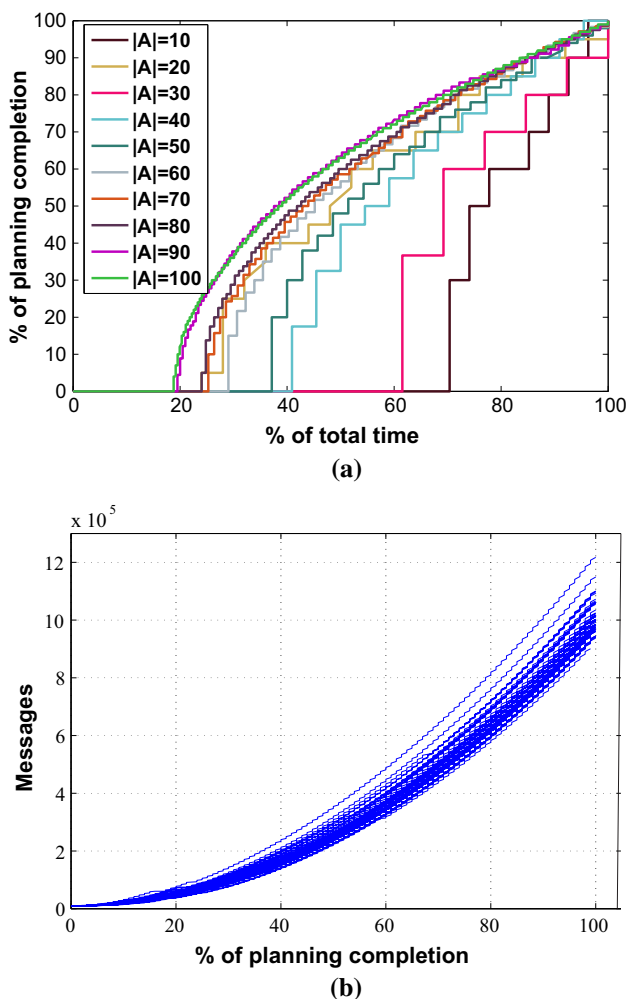 100
90
80
70
60
50
40
30
20
10
0
% of planning completion
|A|=10
|A|=20
|A|=30
|A|=40
|A|=50
|A|=60
|A|=70
|A|=80
|A|=90
|A|=100
0 20 40 60 80 100
% of total time
(a)
x 10^5
12
10
8
6
4
2
0
Messages
0 20 40 60 80 100
% of planning completion
(b)